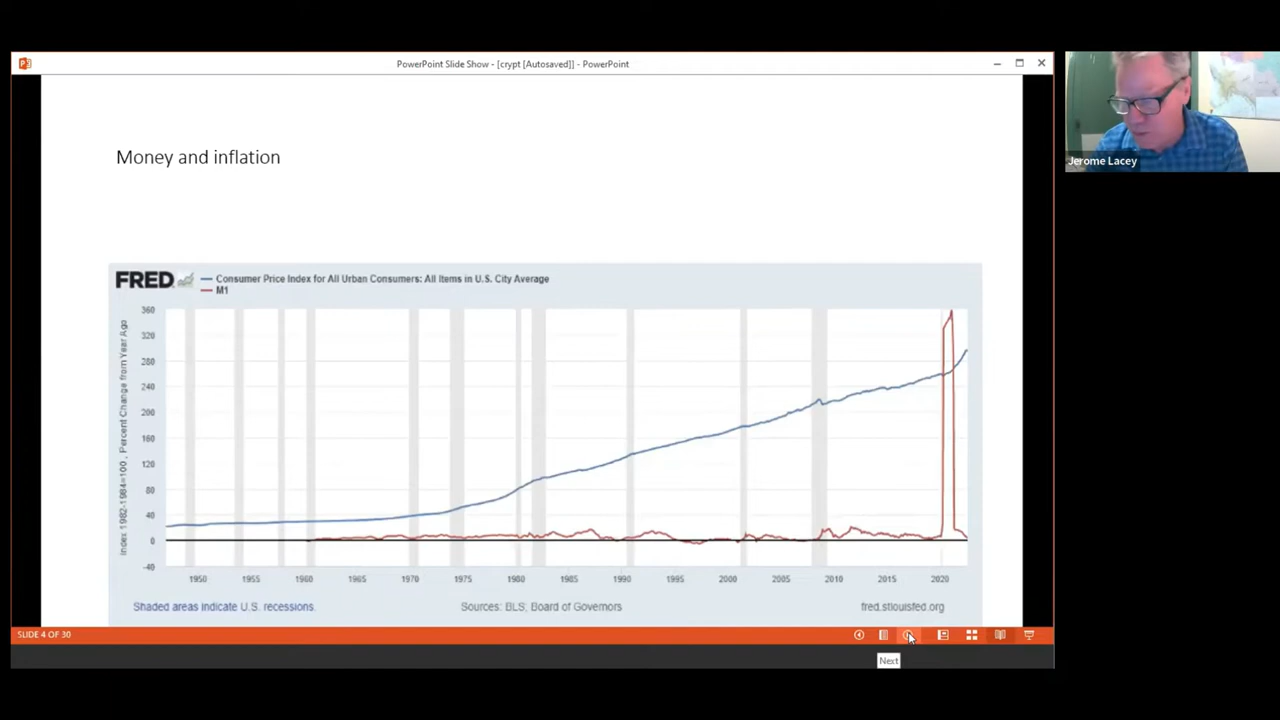 PowerPoint Slide Show - [crypt [Autosaved]] - PowerPoint
Jerome Lacey
Money and inflation
FRED
Consumer Price Index for All Urban Consumers: All Items in U.S. City Average
M1
Index 1982-1984=100 , Percent Change from Year Ago
360
320
280
240
200
160
120
80
40
0
-40
1950 1955 1960 1965 1970 1975 1980 1985 1990 1995 2000 2005 2010 2015 2020
Shaded areas indicate U.S. recessions. Sources: BLS; Board of Governors fred.stlouisfed.org
SLIDE 4 OF 30
Next